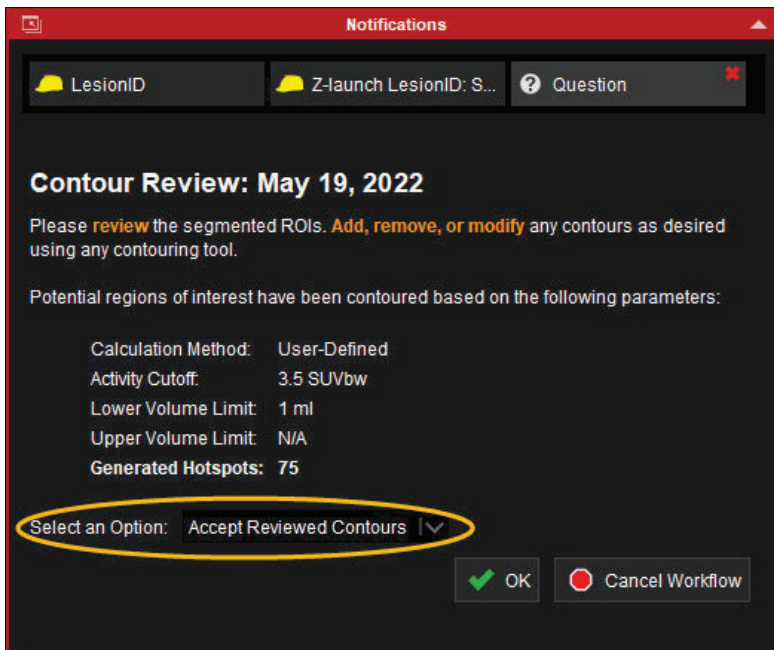 Notifications
LesionID
Z-launch LesionID: S...
Question
Contour Review: May 19, 2022
Please review the segmented ROIs. Add, remove, or modify any contours as desired
using any contouring tool.
Potential regions of interest have been contoured based on the following parameters:
Calculation Method: User-Defined
Activity Cutoff: 3.5 SUVbw
Lower Volume Limit: 1 ml
Upper Volume Limit: N/A
Generated Hotspots: 75
Select an Option: Accept Reviewed Contours
OK
Cancel Workflow